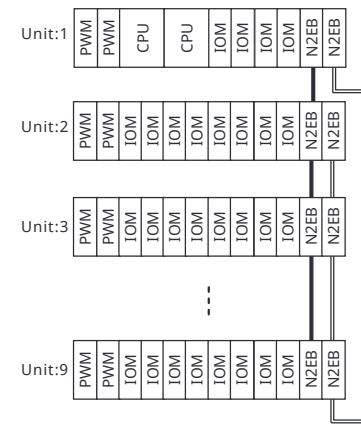 Unit:1 PWM PWM CPU CPU IOM IOM IOM IOM N2EB N2EB
Unit:2 PWM PWM IOM IOM IOM IOM IOM IOM IOM IOM N2EB N2EB
Unit:3 PWM PWM IOM IOM IOM IOM IOM IOM IOM IOM N2EB N2EB
Unit:9 PWM PWM IOM IOM IOM IOM IOM IOM IOM IOM N2EB N2EB